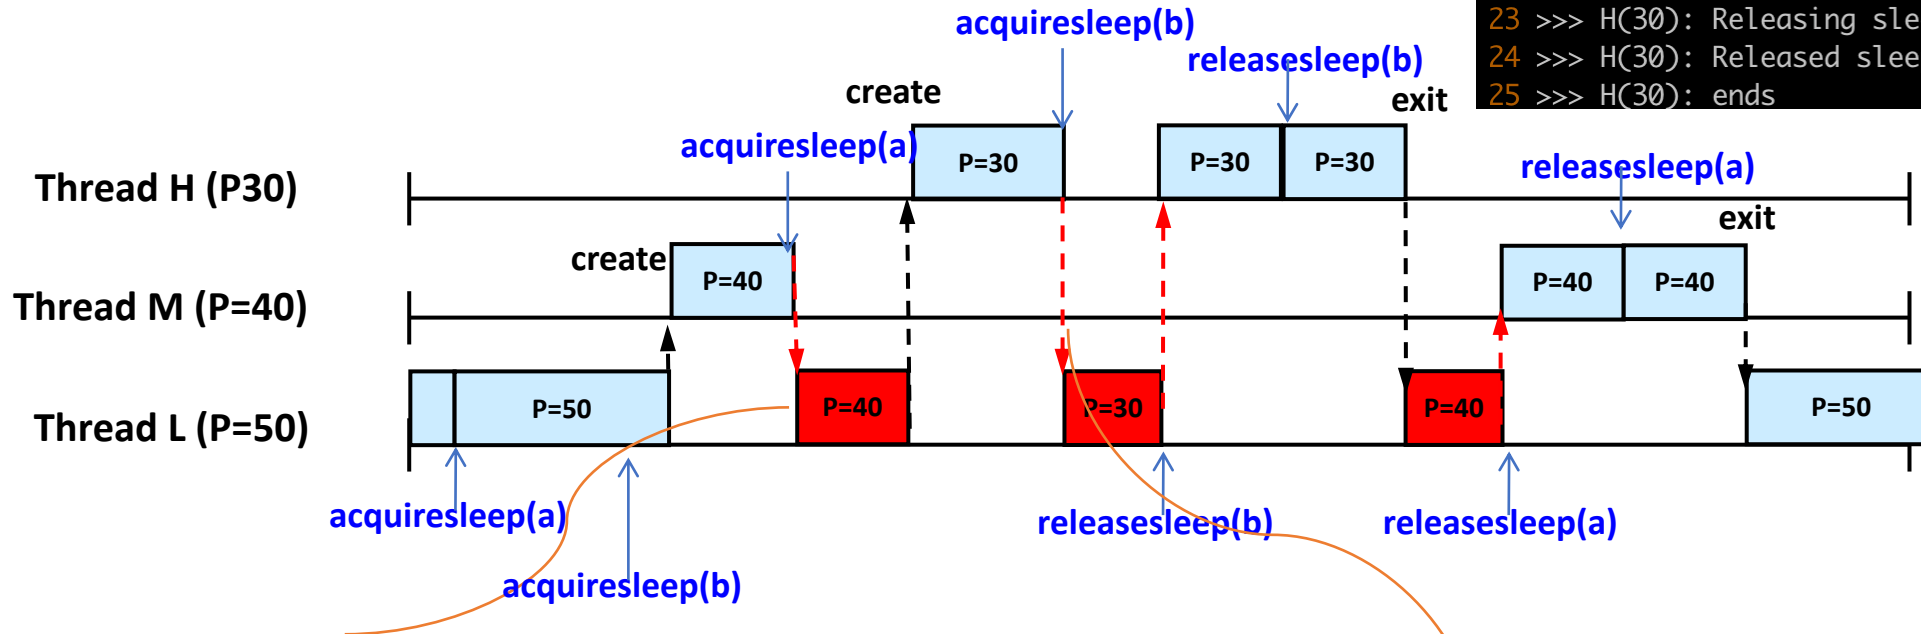 23 >>> H(30): Releasing sle
24 >>> H(30): Released slee
25 >>> H(30): ends
acquiresleep(b)
releasesleep(b)
create
exit
acquiresleep(a)
P=30
P=30
P=30
releasesleep(a)
Thread H (P30)
exit
create
P=40
P=40
P=40
Thread M (P=40)
P=50
P=40
P=30
P=40
P=50
Thread L (P=50)
acquiresleep(a)
releasesleep(b)
releasesleep(a)
acquiresleep(b)